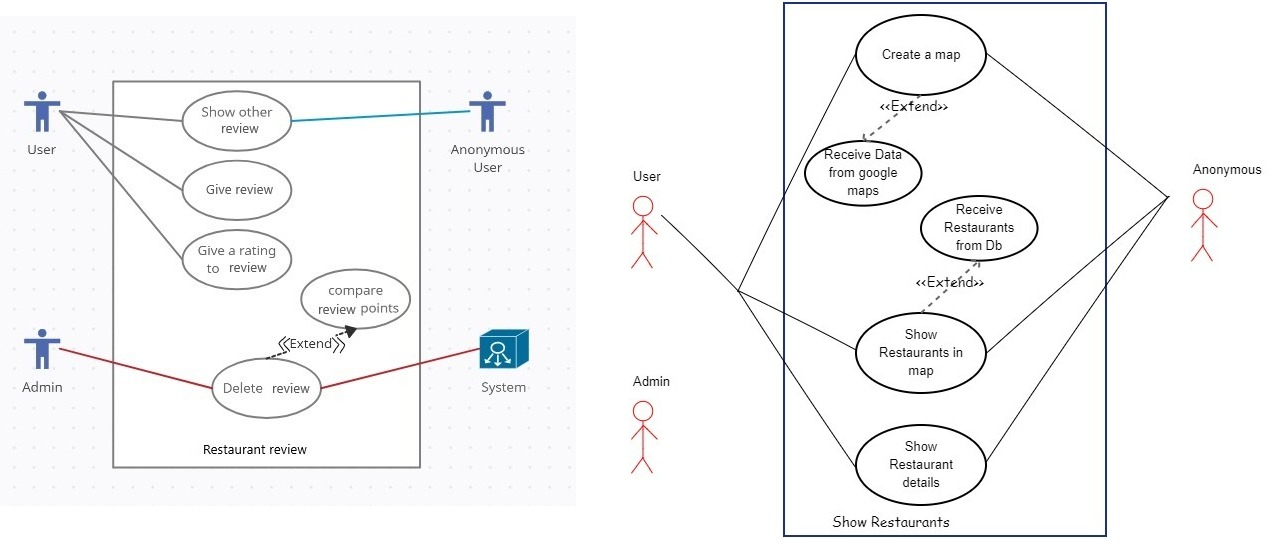 Show other
review
User
Anonymous
User
Give review
Give a rating
to review
compare
review points
<<Extend>>
Admin
Delete review
System
Restaurant review
Create a map
<<Extend>>
Receive Data
from google
maps
User
Anonymous
Receive
Restaurants
from Db
<<Extend>>
Show
Restaurants in
map
Admin
Show
Restaurant
details
Show Restaurants